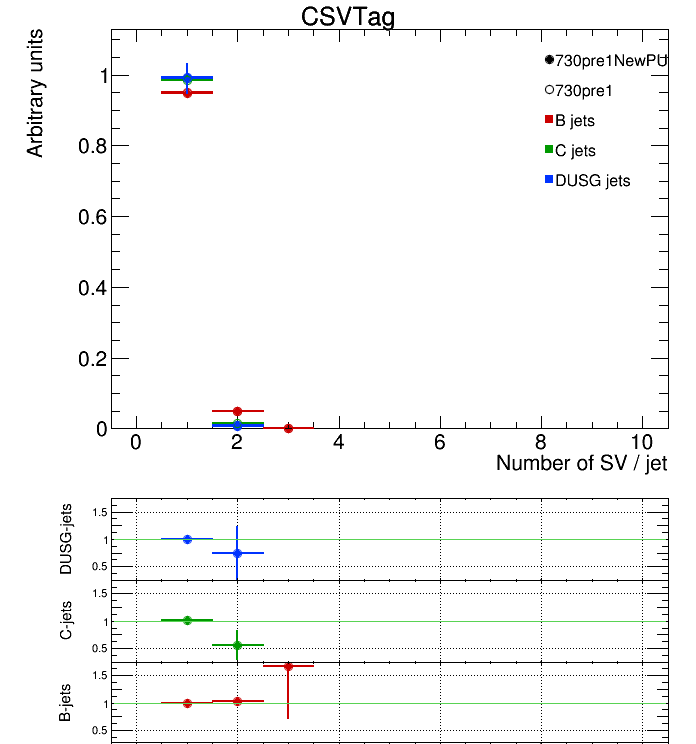 CSVTag
Arbitrary units
1
0.8
0.6
0.4
0.2
0
730pre1NewPU
730pre1
B jets
C jets
DUSG jets
0 2 4 6 8 10
Number of SV / jet
DUSG-jets
1.5
1
0.5
C-jets
1.5
1
0.5
B-jets
1.5
1
0.5